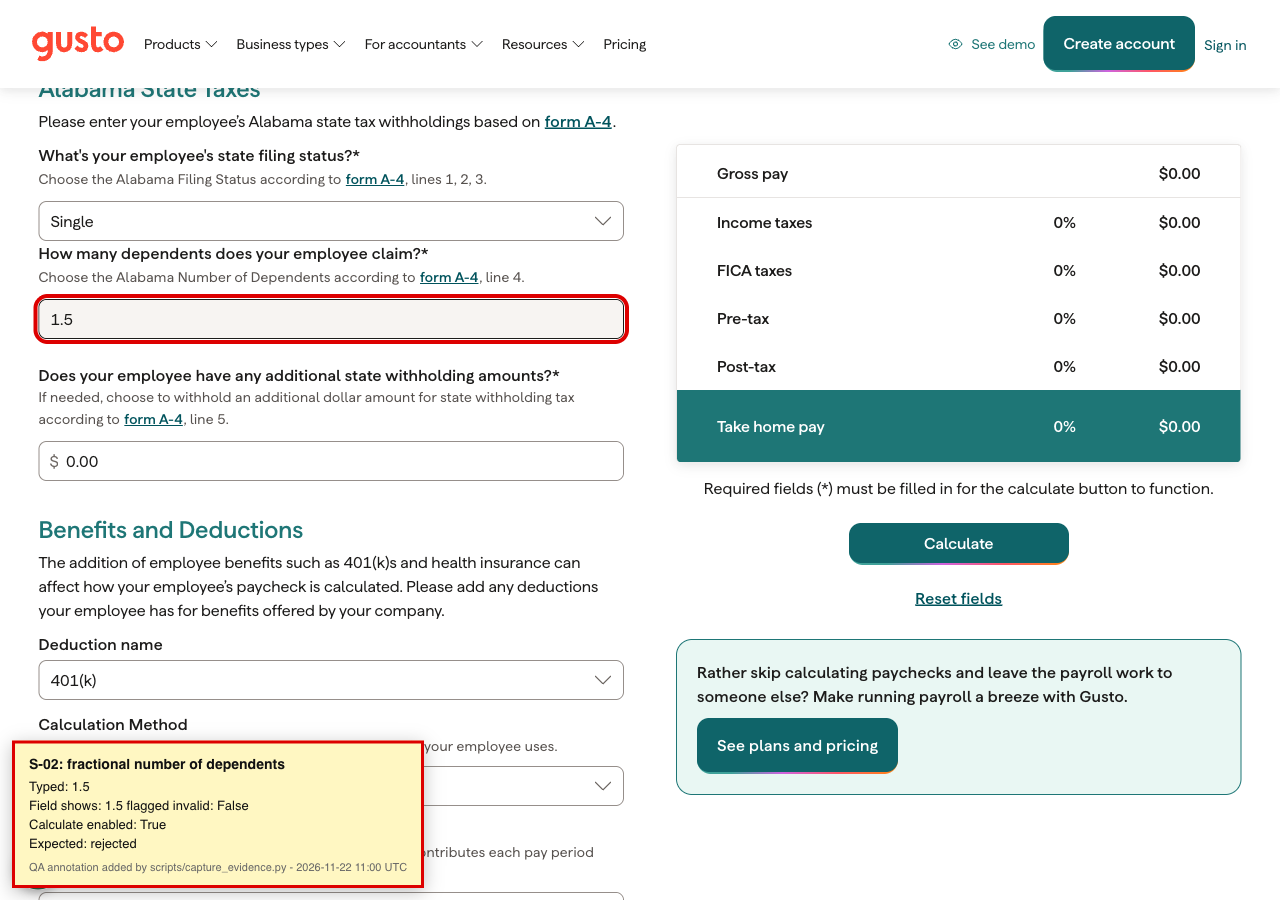 gusto
Products
Business types
For accountants
Resources
Pricing
See demo
Create account
Sign in
Alabama State Taxes
Please enter your employee's Alabama state tax withholdings based on form A-4.
What's your employee's state filing status?*
Choose the Alabama Filing Status according to form A-4, lines 1, 2, 3.
Single
How many dependents does your employee claim?*
Choose the Alabama Number of Dependents according to form A-4, line 4.
1.5
Does your employee have any additional state withholding amounts?*
If needed, choose to withhold an additional dollar amount for state withholding tax
according to form A-4, line 5.
$ 0.00
Benefits and Deductions
The addition of employee benefits such as 401(k)s and health insurance can
affect how your employee's paycheck is calculated. Please add any deductions
your employee has for benefits offered by your company.
Deduction name
401(k)
Calculation Method
your employee uses.
contributes each pay period
S-02: fractional number of dependents
Typed: 1.5
Field shows: 1.5 flagged invalid: False
Calculate enabled: True
Expected: rejected
QA annotation added by scripts/capture_evidence.py - 2026-11-22 11:00 UTC
Gross pay $0.00
Income taxes 0% $0.00
FICA taxes 0% $0.00
Pre-tax 0% $0.00
Post-tax 0% $0.00
Take home pay 0% $0.00
Required fields (*) must be filled in for the calculate button to function.
Calculate
Reset fields
Rather skip calculating paychecks and leave the payroll work to
someone else? Make running payroll a breeze with Gusto.
See plans and pricing